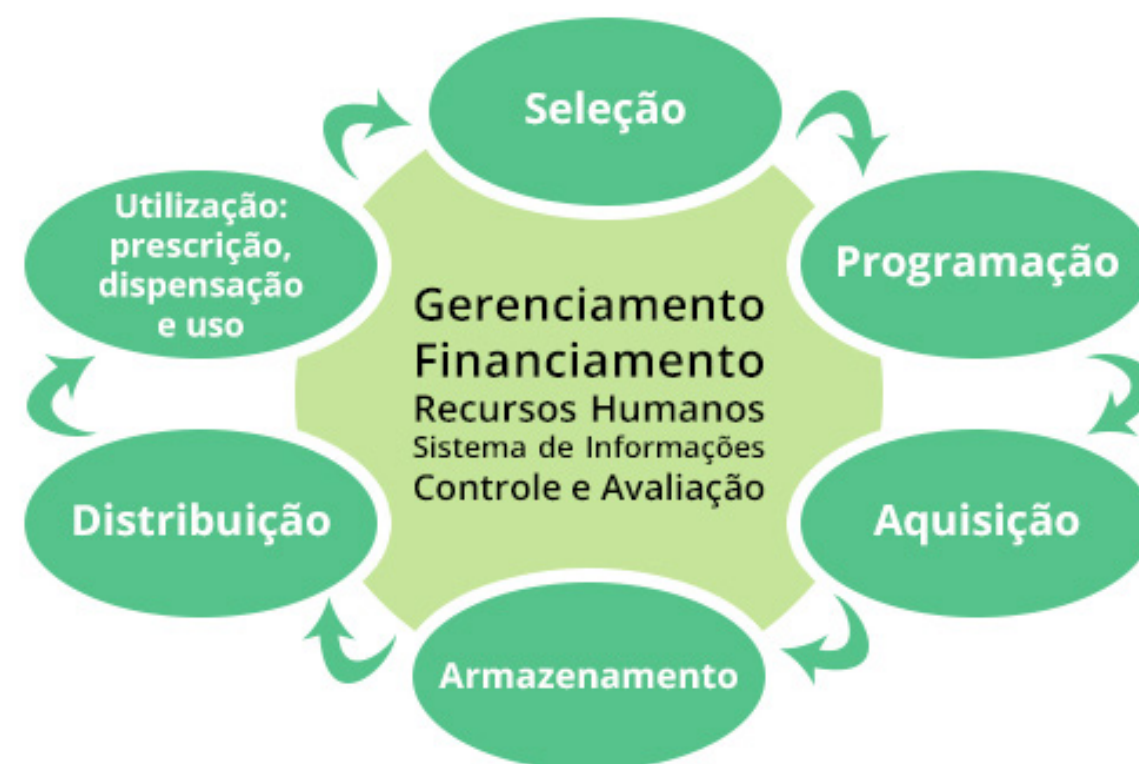 Seleção
Programação
Aquisição
Armazenamento
Distribuição
Utilização:
prescrição,
dispensação
e uso
Gerenciamento
Financiamento
Recursos Humanos
Sistema de Informações
Controle e Avaliação